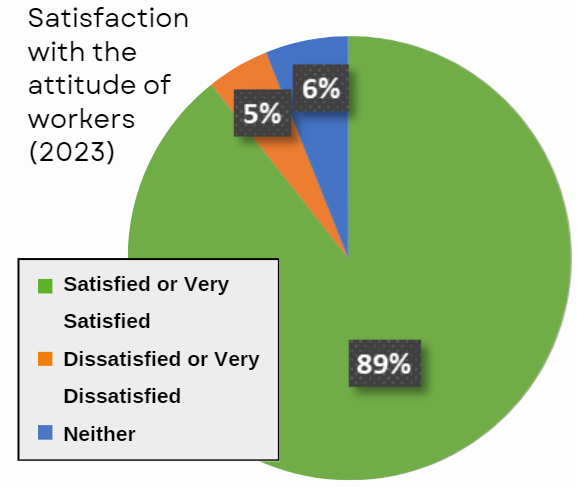 Satisfaction
with the
attitude of
workers
(2023)
6%
5%
89%
Satisfied or Very
Satisfied
Dissatisfied or Very
Dissatisfied
Neither